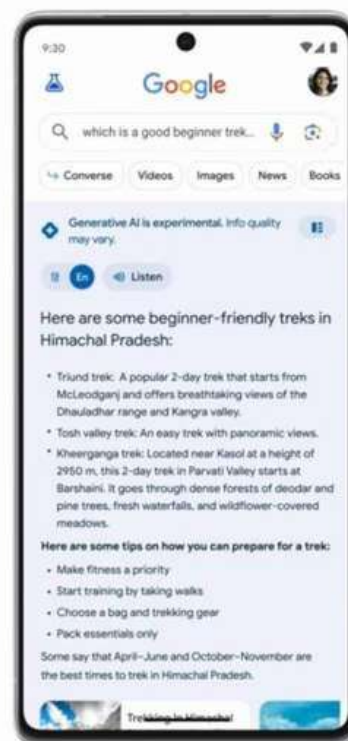 9:30
Google
which is a good beginner trek...
Converse
Videos
Images
News
Books
Generative AI is experimental. Info quality
may vary.
En
Listen
Here are some beginner-friendly treks in
Himachal Pradesh:
• Triund trek: A popular 2-day trek that starts from
McLeodganj and offers breathtaking views of the
Dhauladhar range and Kangra valley.
• Tosh valley trek: An easy trek with panoramic views.
• Kheerganga trek: Located near Kasol at a height of
2950 m, this 2-day trek in Parvati Valley starts at
Barshaini. It goes through dense forests of deodar and
pine trees, fresh waterfalls, and wildflower-covered
meadows.
Here are some tips on how you can prepare for a trek:
• Make fitness a priority
• Start training by taking walks
• Choose a bag and trekking gear
• Pack essentials only
Some say that April–June and October–November are
the best times to trek in Himachal Pradesh.
Trekking in Himachal